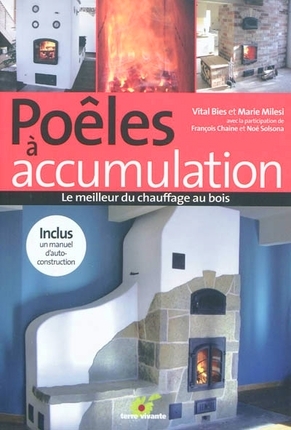 Vital Bies et Marie Milesi
avec la participation de
François Chaine et Noé Solsona
Poêles
à
accumulation
Le meilleur du chauffage au bois
Inclus
un manuel
d'auto-
construction
terre vivante